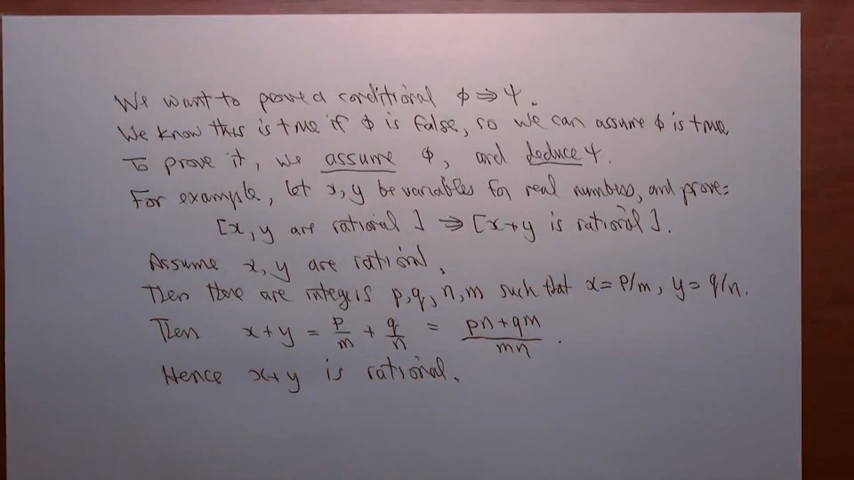 We want to prove a conditional ϕ ⇒ Ψ.
We know this is true if ϕ is false, so we can assume ϕ is true.
To prove it, we assume ϕ, and deduce Ψ.
For example, let x, y be variables for real numbers, and prove:
[x, y are rational] ⇒ [x+y is rational].
Assume x, y are rational.
Then there are integers p, q, n, m such that x = p/m, y = q/n.
Then x+y = p/m + q/n = (pn+qm)/mn.
Hence x+y is rational.